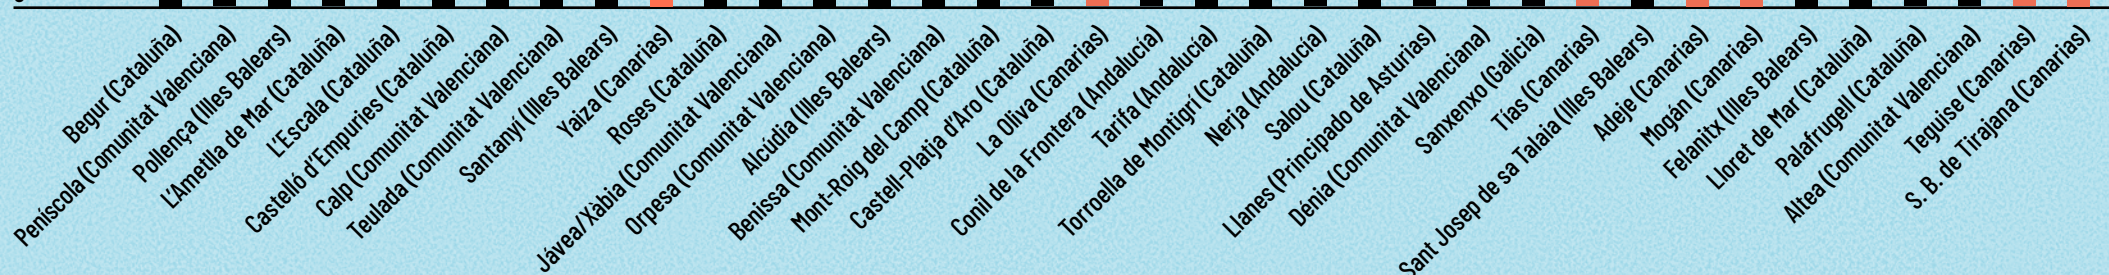 Begur (Cataluña)
Peníscola (Comunitat Valenciana)
Pollença (Illes Balears)
L'Ametlla de Mar (Cataluña)
L'Escala (Cataluña)
Castelló d'Empuries (Cataluña)
Calp (Comunitat Valenciana)
Teulada (Comunitat Valenciana)
Santanyí (Illes Balears)
Yaiza (Canarias)
Roses (Cataluña)
Jávea/Xàbia (Comunitat Valenciana)
Orpesa (Comunitat Valenciana)
Alcúdia (Illes Balears)
Benissa (Comunitat Valenciana)
Mont-Roig del Camp (Cataluña)
Castell-Platja d'Aro (Cataluña)
La Oliva (Canarias)
Conil de la Frontera (Andalucía)
Tarifa (Andalucía)
Torroella de Montigrí (Cataluña)
Nerja (Andalucía)
Salou (Cataluña)
Llanes (Principado de Asturias)
Dénia (Comunitat Valenciana)
Sanxenxo (Galicia)
Tías (Canarias)
Sant Josep de sa Talaia (Illes Balears)
Adeje (Canarias)
Mogán (Canarias)
Felanitx (Illes Balears)
Lloret de Mar (Cataluña)
Palafrugell (Cataluña)
Altea (Comunitat Valenciana)
Teguise (Canarias)
S. B. de Tirajana (Canarias)